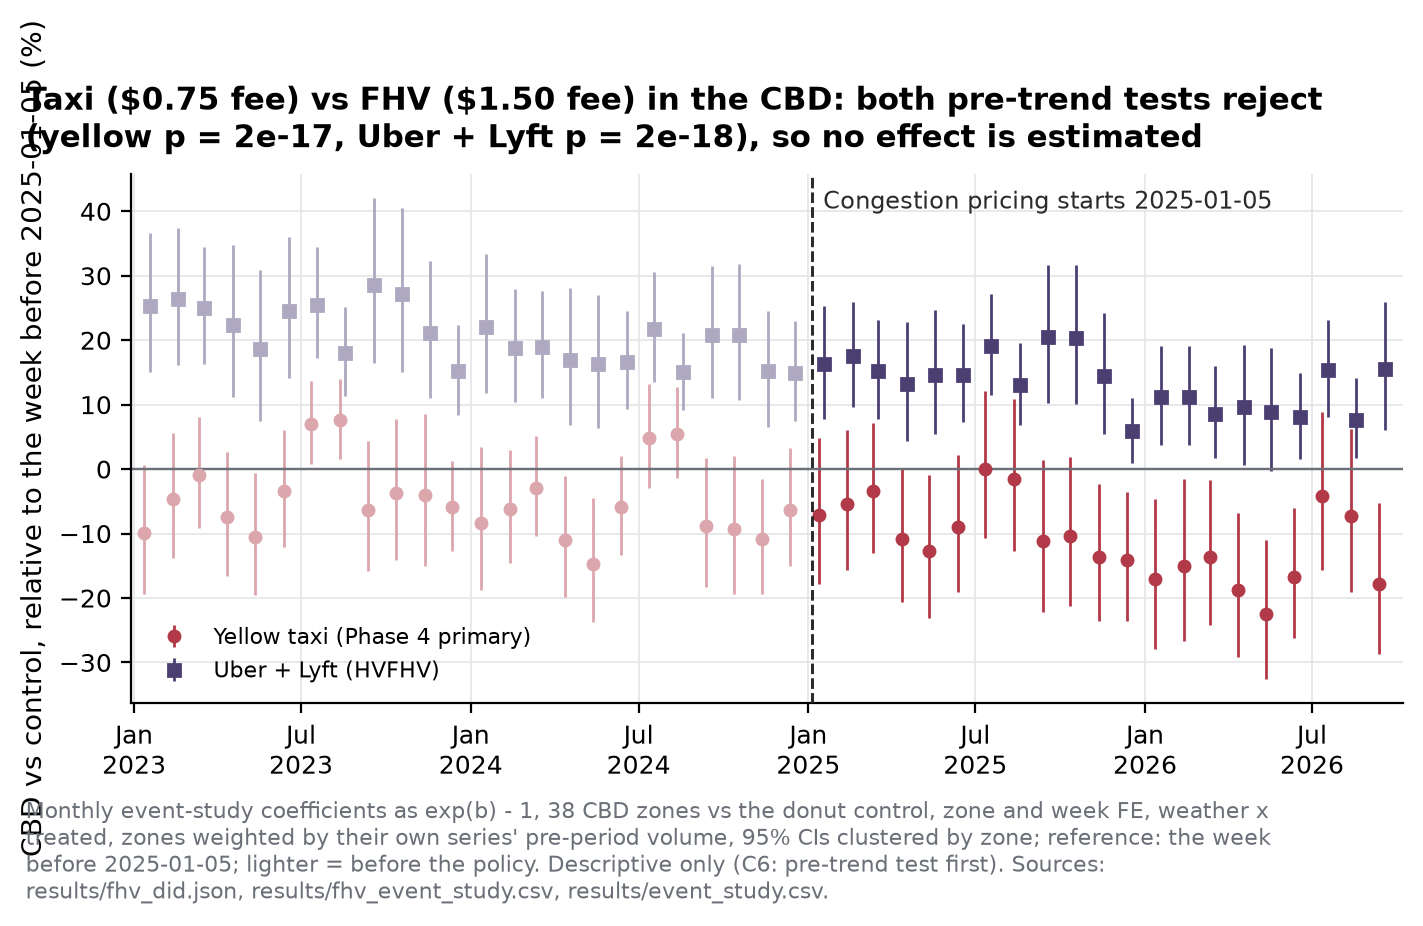 Taxi ($0.75 fee) vs FHV ($1.50 fee) in the CBD: both pre-trend tests reject
(yellow p = 2e-17, Uber + Lyft p = 2e-18), so no effect is estimated
CBD vs control, relative to the week before 2025-01-05 (%)
Congestion pricing starts 2025-01-05
40
30
20
10
0
−10
−20
−30
Yellow taxi (Phase 4 primary)
Uber + Lyft (HVFHV)
Jan Jul Jan Jul Jan Jul Jan Jul
2023 2023 2024 2024 2025 2025 2026 2026
Monthly event-study coefficients as exp(b) - 1, 38 CBD zones vs the donut control, zone and week FE, weather x
treated, zones weighted by their own series' pre-period volume, 95% CIs clustered by zone; reference: the week
before 2025-01-05; lighter = before the policy. Descriptive only (C6: pre-trend test first). Sources:
results/fhv_did.json, results/fhv_event_study.csv, results/event_study.csv.